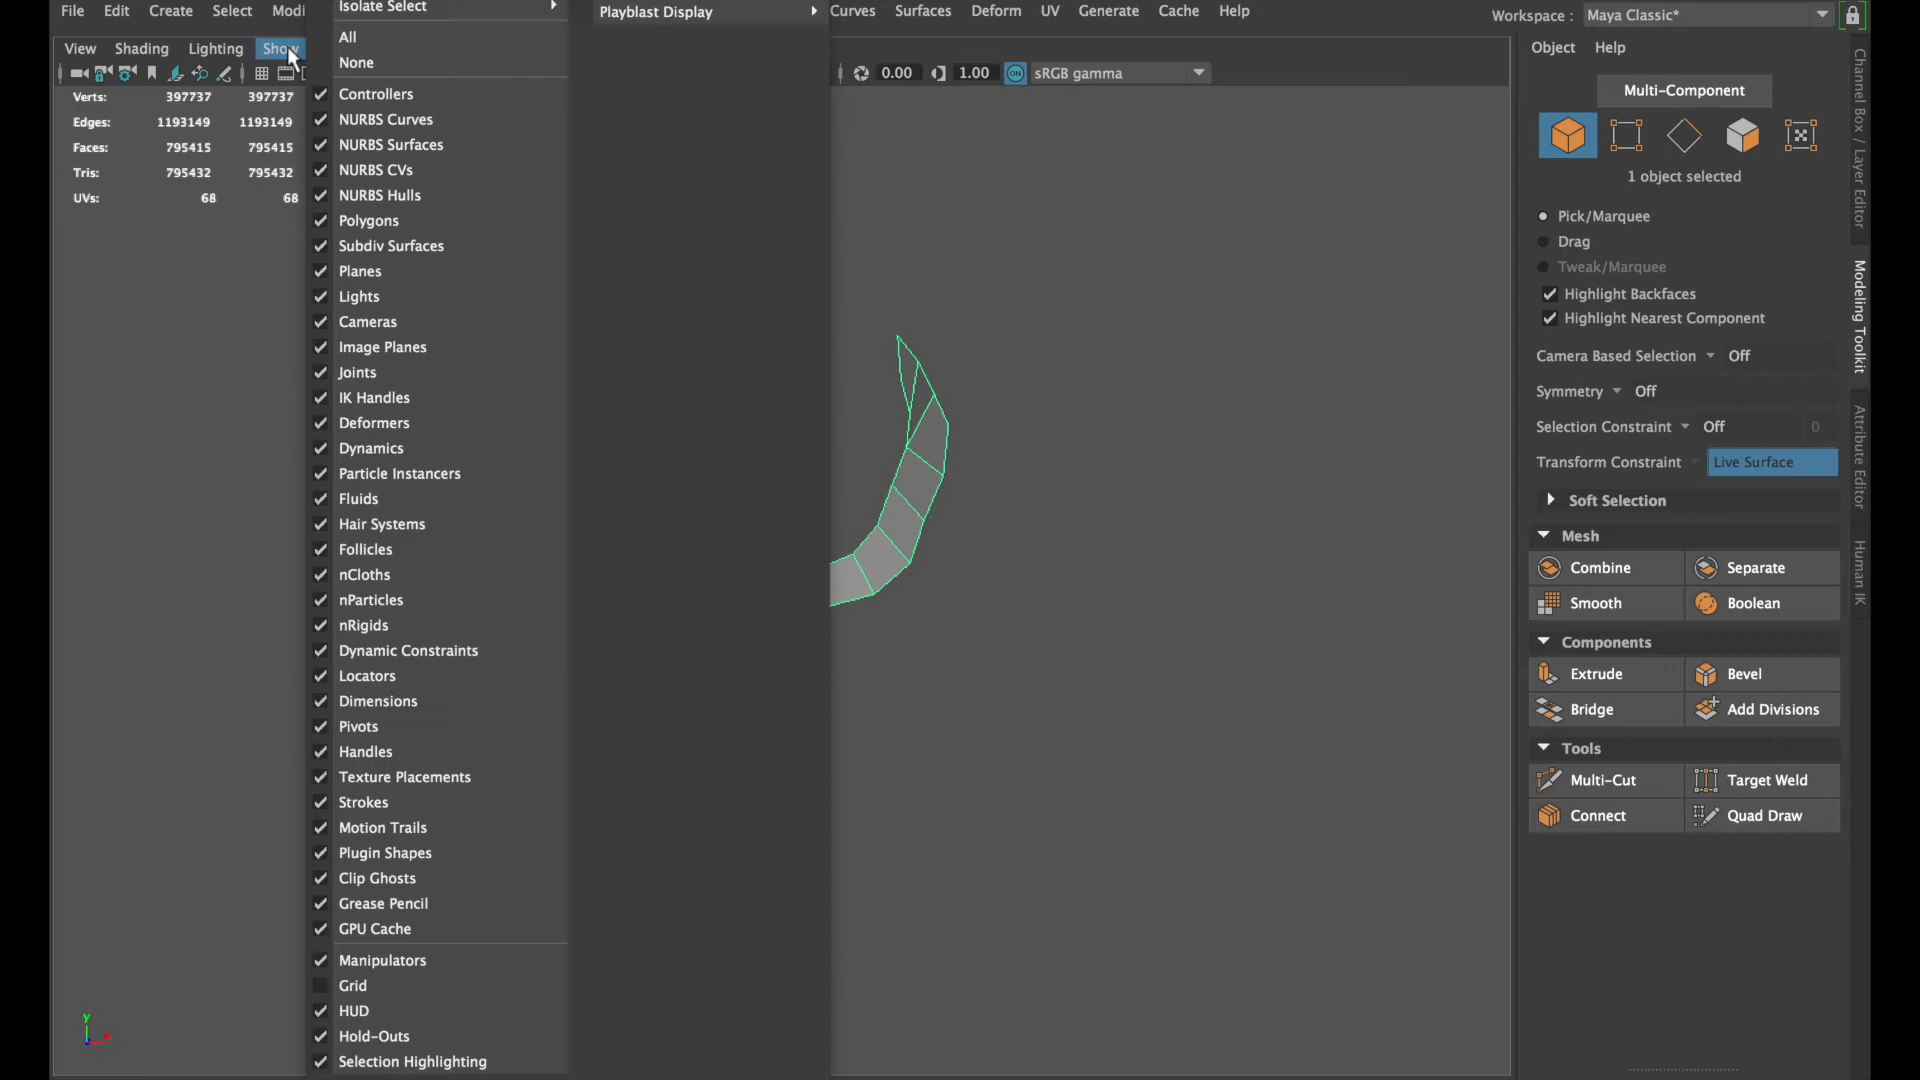 File Edit Create Select Modi
Isolate Select
Playblast Display
Curves Surfaces Deform UV Generate Cache Help
Workspace : Maya Classic*
View Shading Lighting Show
0.00 1.00 ON sRGB gamma
Verts: 397737 397737
Edges: 1193149 1193149
Faces: 795415 795415
Tris: 795432 795432
UVs: 68 68
All
None
Controllers
NURBS Curves
NURBS Surfaces
NURBS CVs
NURBS Hulls
Polygons
Subdiv Surfaces
Planes
Lights
Cameras
Image Planes
Joints
IK Handles
Deformers
Dynamics
Particle Instancers
Fluids
Hair Systems
Follicles
nCloths
nParticles
nRigids
Dynamic Constraints
Locators
Dimensions
Pivots
Handles
Texture Placements
Strokes
Motion Trails
Plugin Shapes
Clip Ghosts
Grease Pencil
GPU Cache
Manipulators
Grid
HUD
Hold-Outs
Selection Highlighting
y
x
Object Help
Multi-Component
1 object selected
Pick/Marquee
Drag
Tweak/Marquee
Highlight Backfaces
Highlight Nearest Component
Camera Based Selection Off
Symmetry Off
Selection Constraint Off 0
Transform Constraint Live Surface
Soft Selection
Mesh
Combine Separate
Smooth Boolean
Components
Extrude Bevel
Bridge Add Divisions
Tools
Multi-Cut Target Weld
Connect Quad Draw
Channel Box / Layer Editor
Modeling Toolkit
Attribute Editor
Human IK